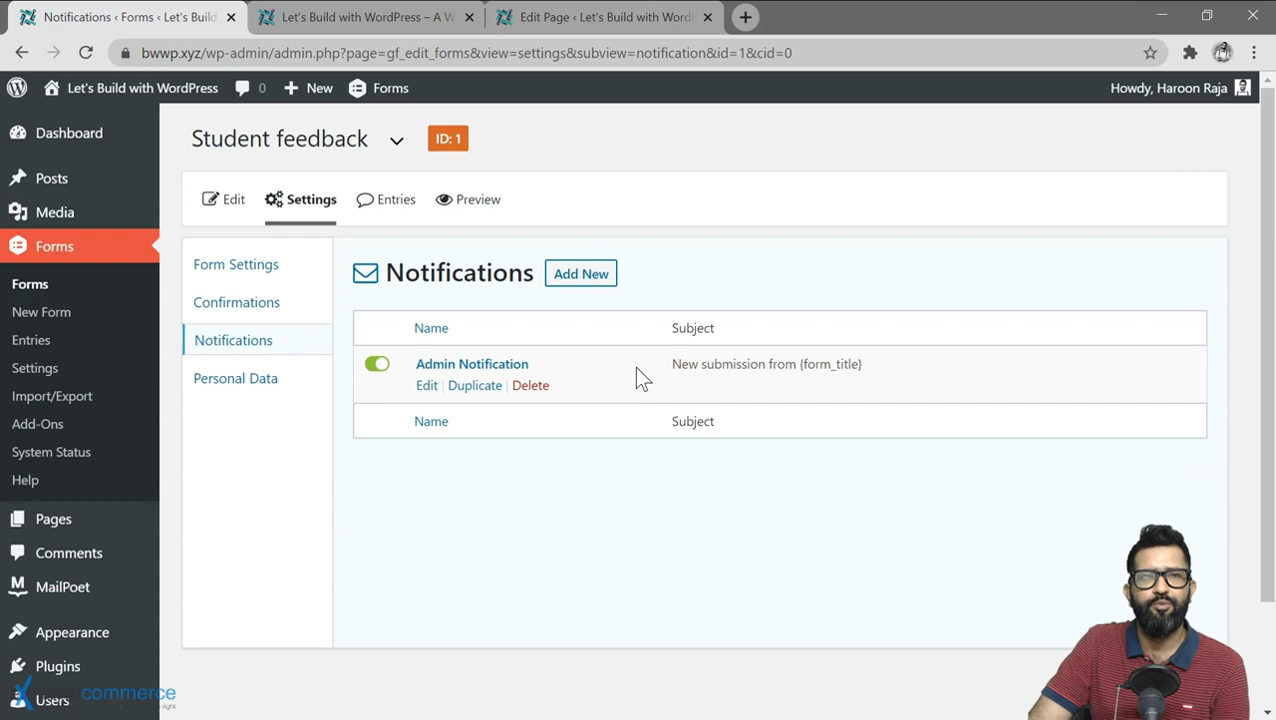 Notifications ‹ Forms ‹ Let's Build
Let's Build with WordPress – A W
Edit Page ‹ Let's Build with WordP
bwwp.xyz/wp-admin/admin.php?page=gf_edit_forms&view=settings&subview=notification&id=1&cid=0
Let's Build with WordPress
0
New
Forms
Howdy, Haroon Raja
Dashboard
Posts
Media
Forms
Forms
New Form
Entries
Settings
Import/Export
Add-Ons
System Status
Help
Pages
Comments
MailPoet
Appearance
Plugins
Users
Student feedback
ID: 1
Edit
Settings
Entries
Preview
Form Settings
Confirmations
Notifications
Personal Data
Notifications
Add New
Name Subject
Admin Notification New submission from {form_title}
Edit | Duplicate | Delete
Name Subject
commerce
right